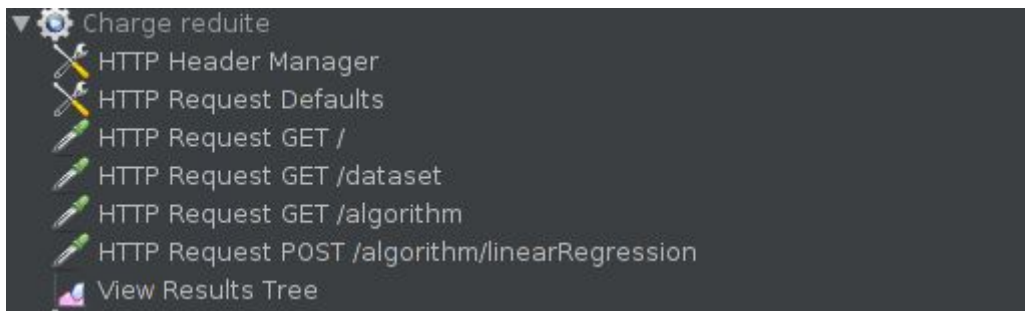 Charge reduite
HTTP Header Manager
HTTP Request Defaults
HTTP Request GET /
HTTP Request GET /dataset
HTTP Request GET /algorithm
HTTP Request POST /algorithm/linearRegression
View Results Tree